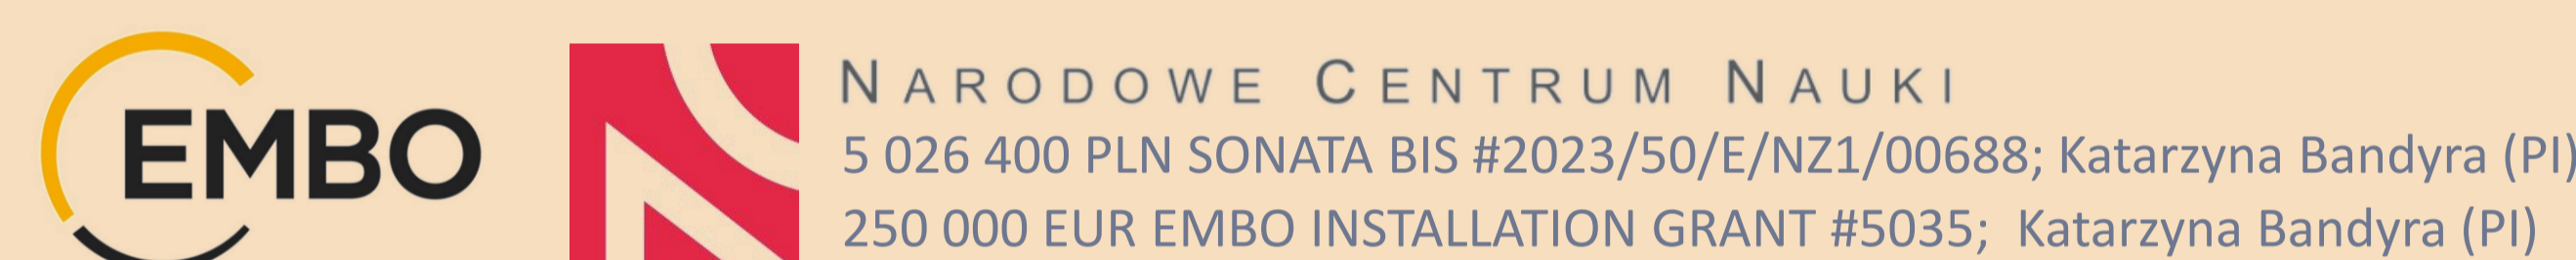 EMBO
NARODOWE CENTRUM NAUKI
5 026 400 PLN SONATA BIS #2023/50/E/NZ1/00688; Katarzyna Bandyra (PI)
250 000 EUR EMBO INSTALLATION GRANT #5035; Katarzyna Bandyra (PI)